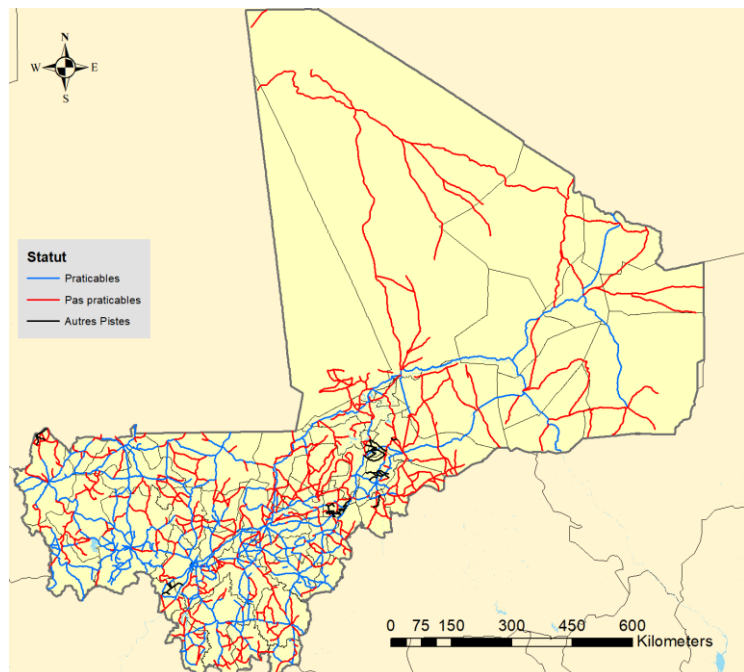 N
W E
S
Statut
Praticables
Pas praticables
Autres Pistes
0 75 150 300 450 600
Kilometers